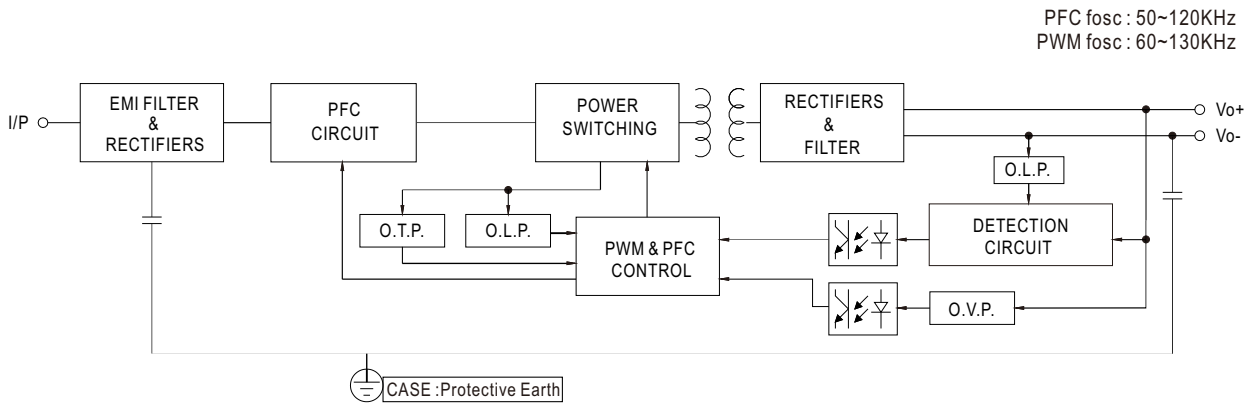 PFC fosc : 50~120KHz
PWM fosc : 60~130KHz
I/P
EMI FILTER
&
RECTIFIERS
PFC
CIRCUIT
POWER
SWITCHING
RECTIFIERS
&
FILTER
Vo+
Vo-
O.L.P.
O.T.P.
O.L.P.
PWM & PFC
CONTROL
DETECTION
CIRCUIT
O.V.P.
CASE :Protective Earth